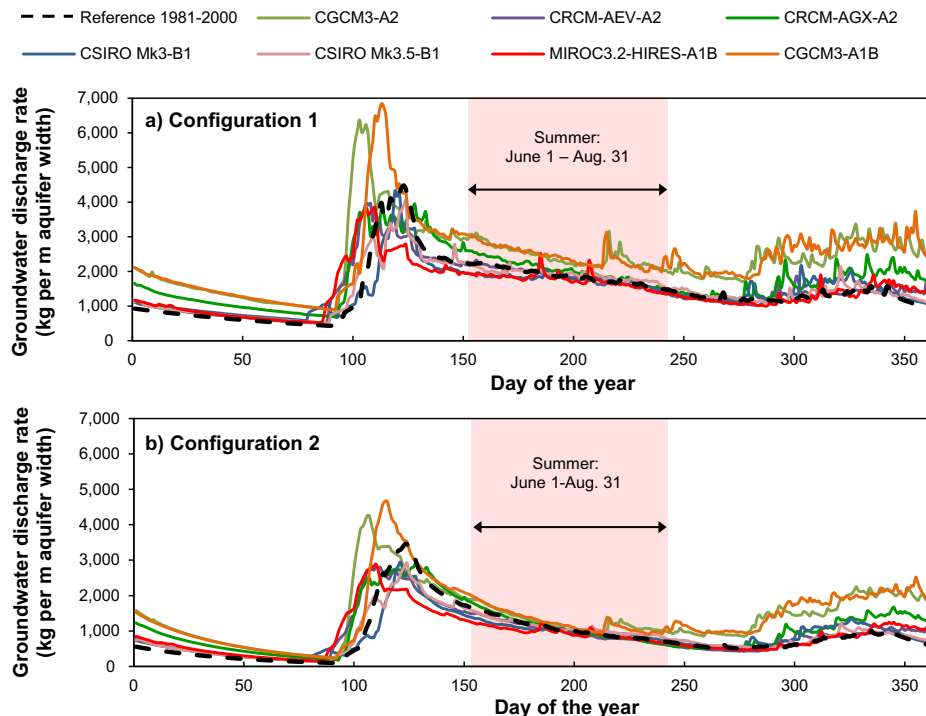 Reference 1981-2000 CGCM3-A2 CRCM-AEV-A2 CRCM-AGX-A2
CSIRO Mk3-B1 CSIRO Mk3.5-B1 MIROC3.2-HIRES-A1B CGCM3-A1B
Groundwater discharge rate
(kg per m aquifer width)
7,000
6,000
5,000
4,000
3,000
2,000
1,000
0
a) Configuration 1
Summer:
June 1 – Aug. 31
0 50 100 150 200 250 300 350
Day of the year
Groundwater discharge rate
(kg per m aquifer width)
7,000
6,000
5,000
4,000
3,000
2,000
1,000
0
b) Configuration 2
Summer:
June 1-Aug. 31
0 50 100 150 200 250 300 350
Day of the year